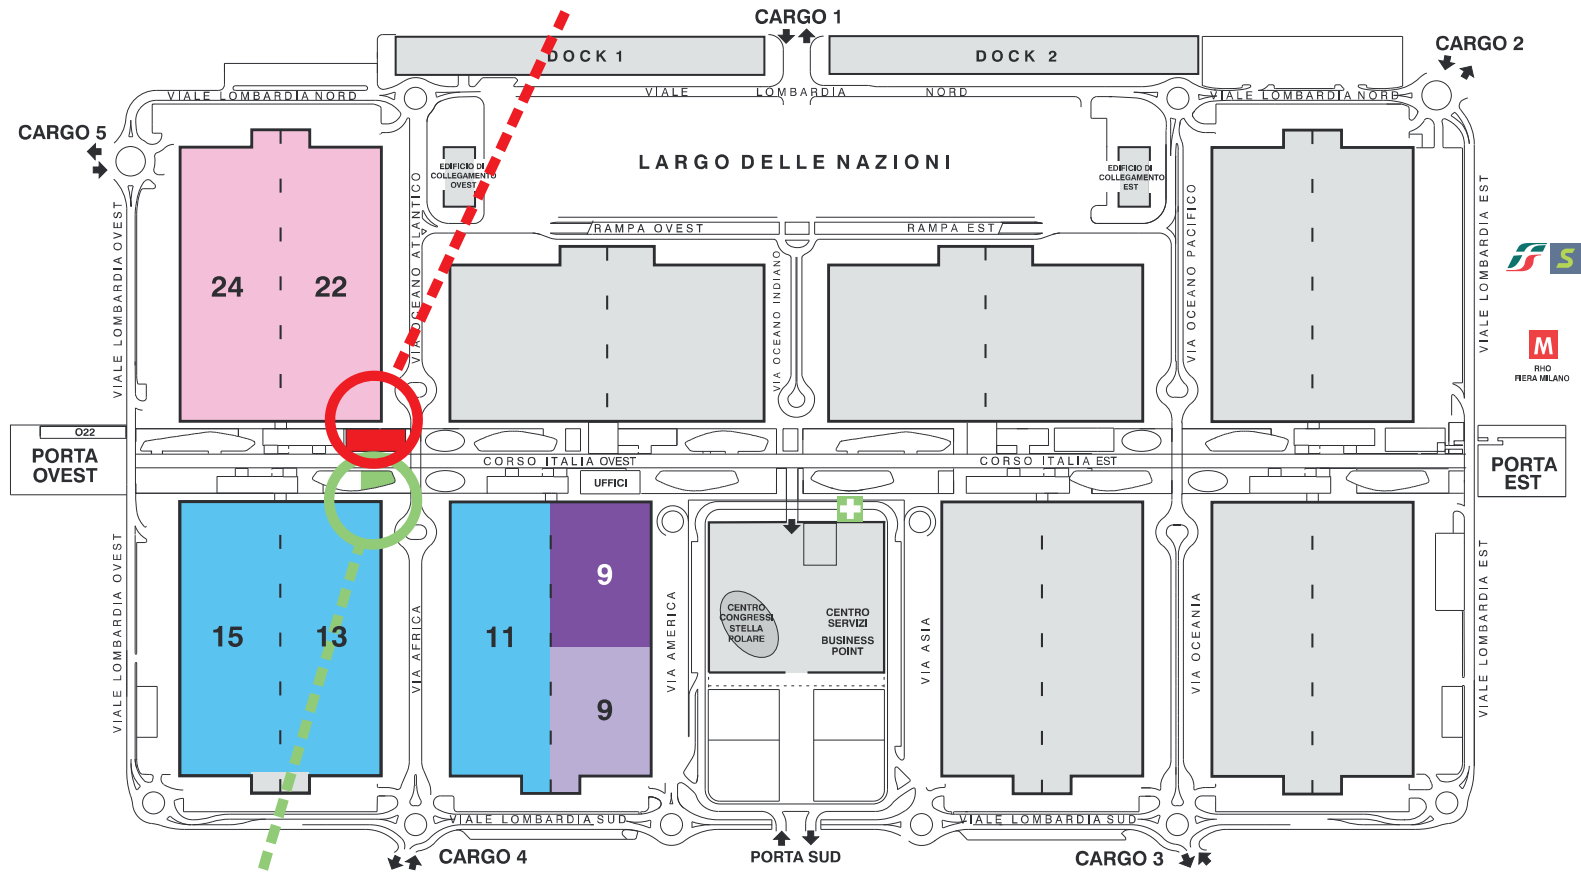 CARGO 1
DOCK 1
DOCK 2
CARGO 2
VIALE LOMBARDIA NORD
VIALE LOMBARDIA NORD
VIALE LOMBARDIA NORD
CARGO 5
EDIFICIO DI
COLLEGAMENTO
OVEST
LARGO DELLE NAZIONI
EDIFICIO DI
COLLEGAMENTO
EST
VIALE LOMBARDIA OVEST
VIA OCEANO ATLANTICO
RAMPA OVEST
RAMPA EST
VIA OCEANO INDIANO
VIA OCEANO PACIFICO
VIALE LOMBARDIA EST
S
24
22
M
RHO
FIERA MILANO
O22
PORTA
OVEST
CORSO ITALIA OVEST
CORSO ITALIA EST
PORTA
EST
UFFICI
VIALE LOMBARDIA OVEST
15
13
VIA AFRICA
11
9
9
VIA AMERICA
CENTRO
CONGRESSI
STELLA
POLARE
CENTRO
SERVIZI
BUSINESS
POINT
VIA ASIA
VIA OCEANIA
VIALE LOMBARDIA EST
VIALE LOMBARDIA SUD
VIALE LOMBARDIA SUD
CARGO 4
PORTA SUD
CARGO 3